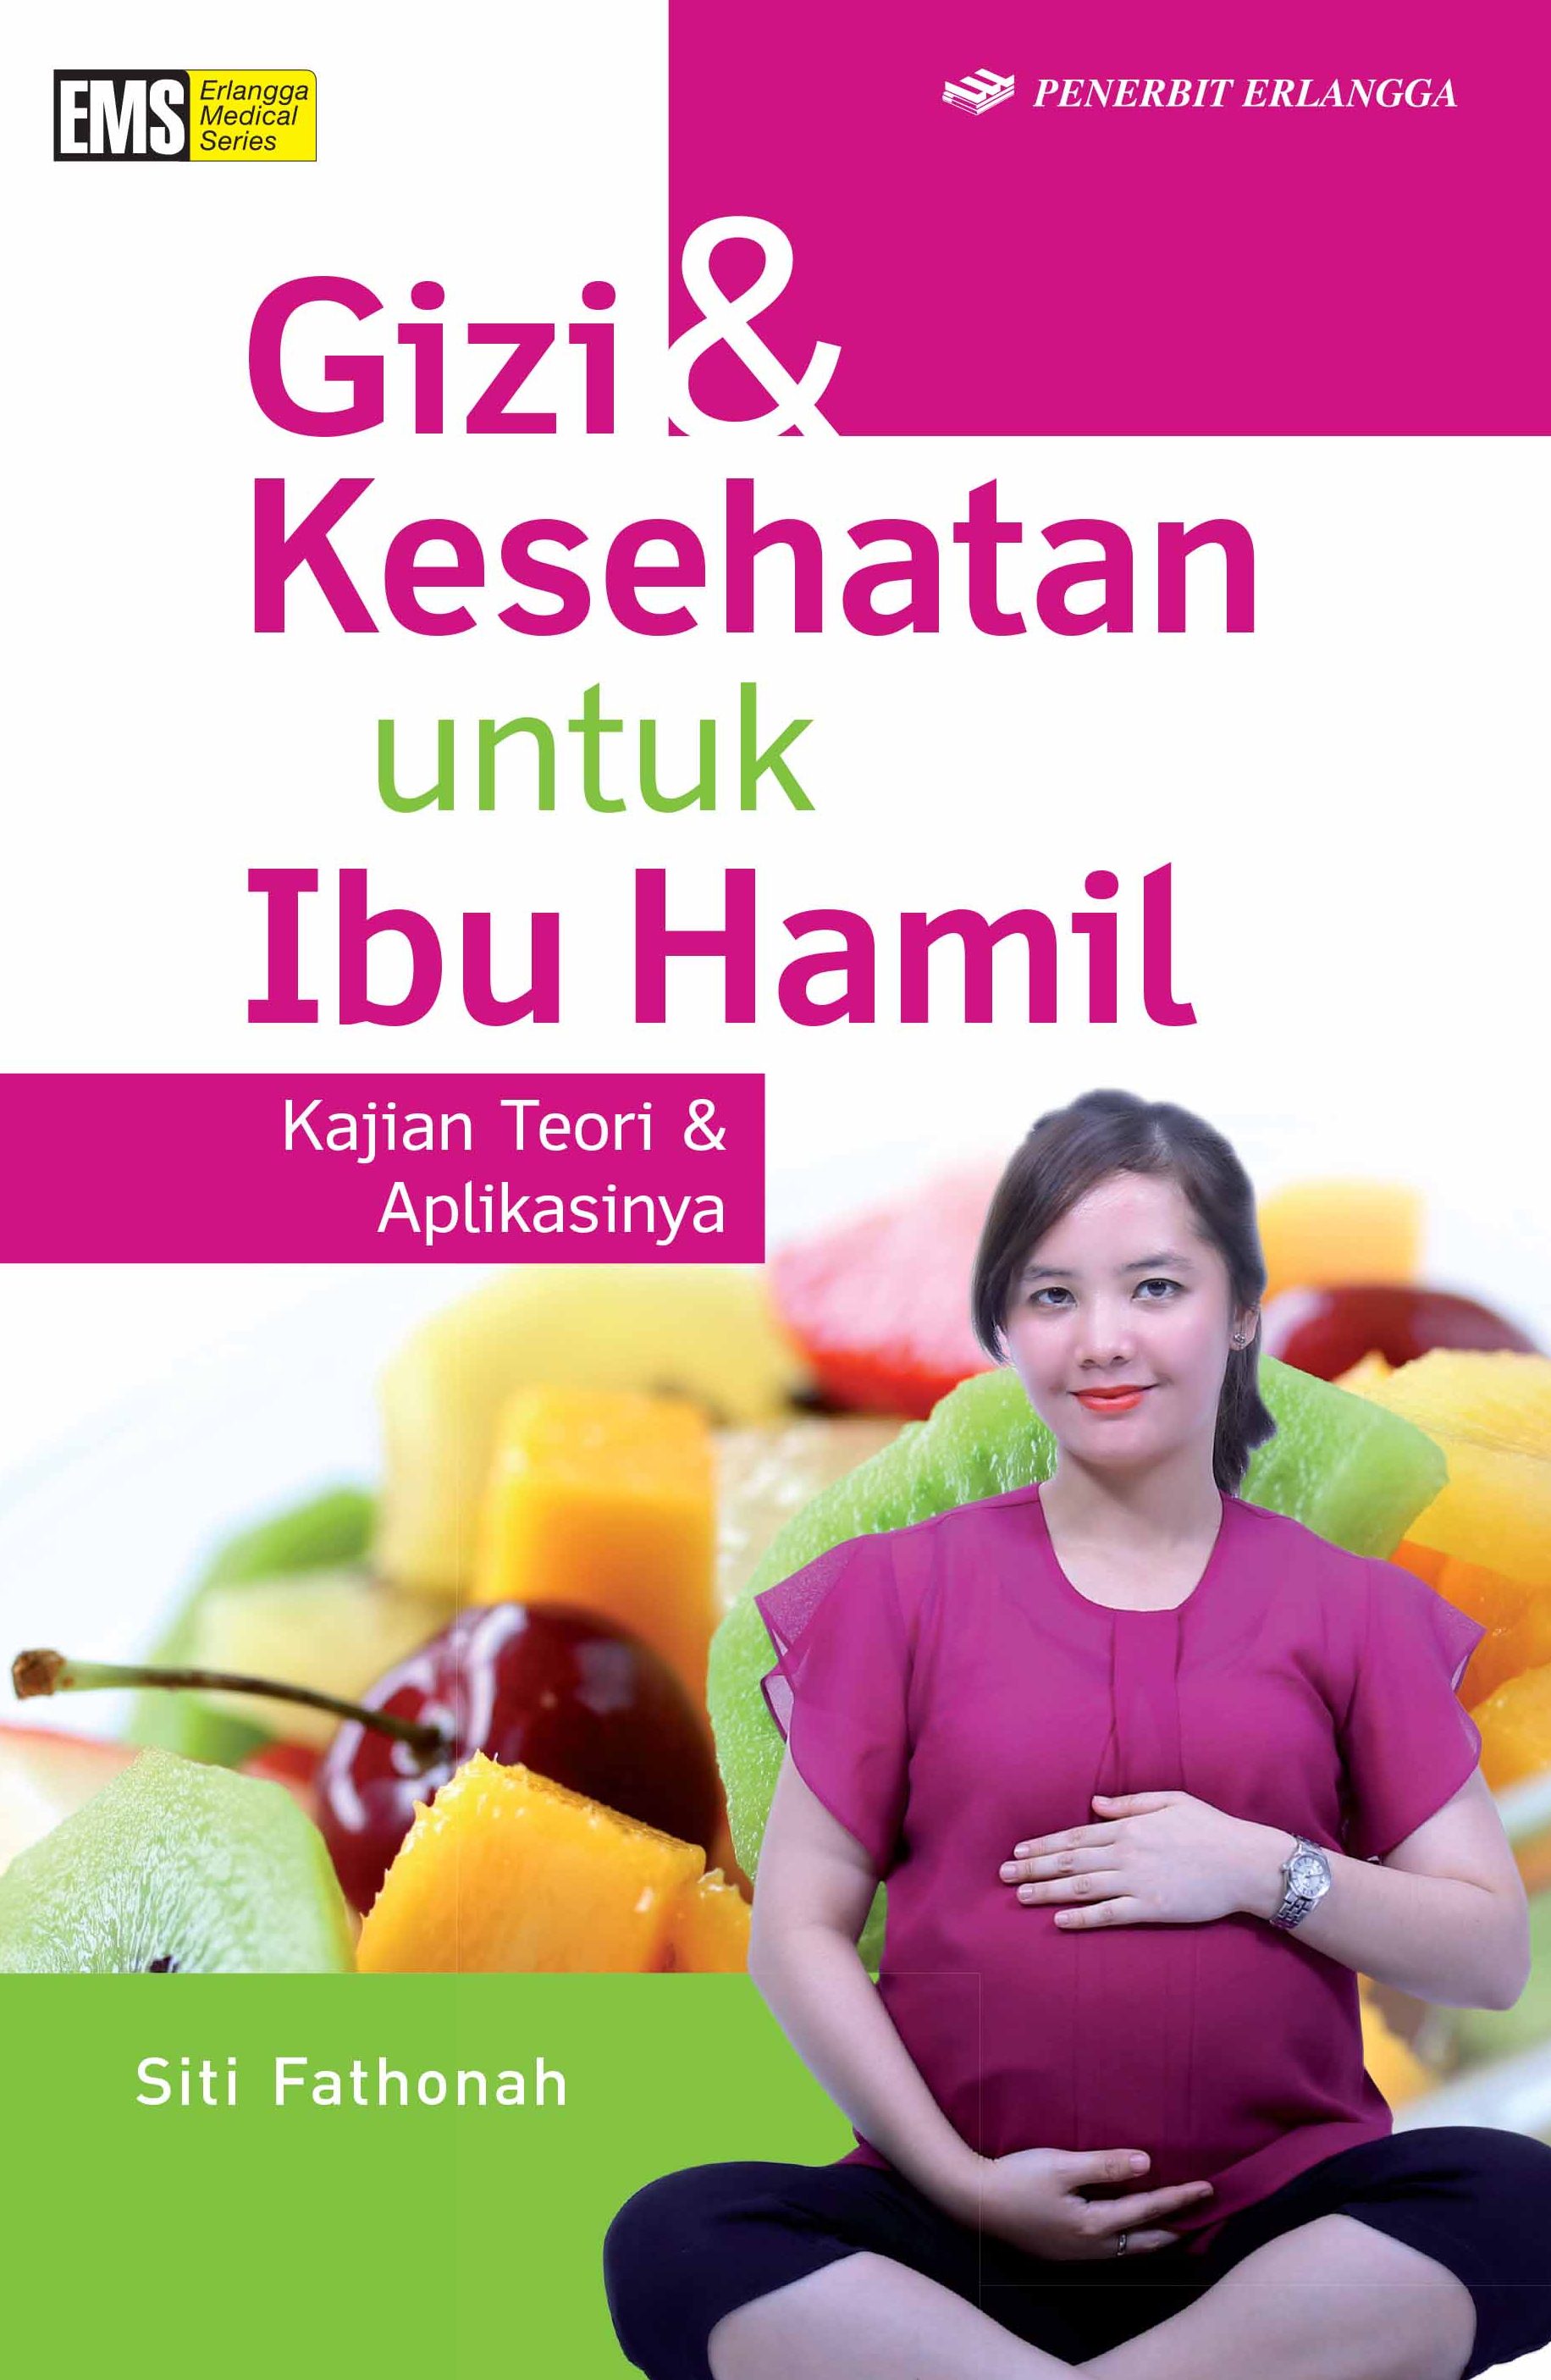 EMS
Erlangga
Medical
Series
PENERBIT ERLANGGA
Gizi &
Kesehatan
untuk
Ibu Hamil
Kajian Teori &
Aplikasinya
Siti Fathonah